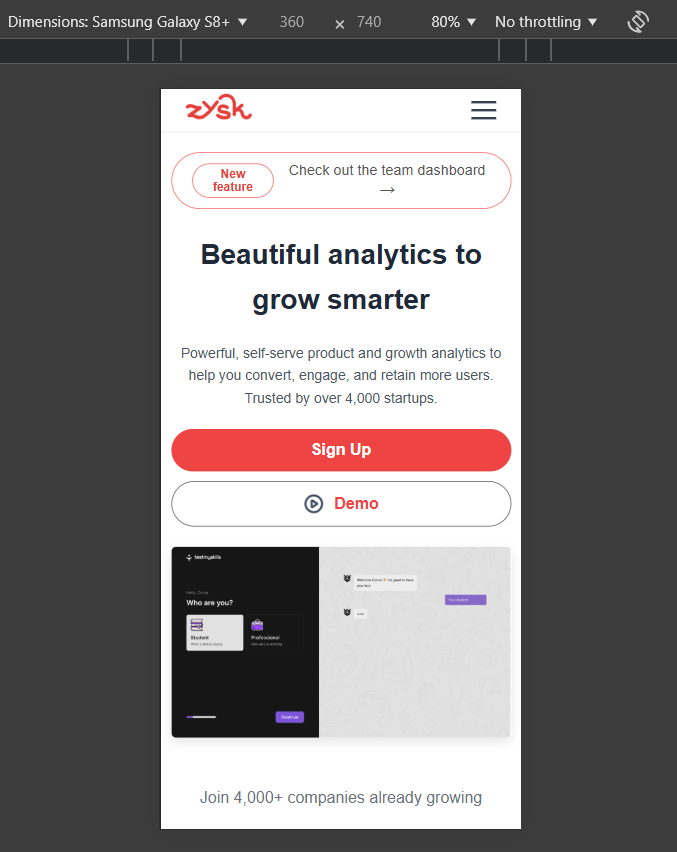 Dimensions: Samsung Galaxy S8+ ▼ 360 × 740 80% ▼ No throttling ▼
zysk
New
feature
Check out the team dashboard
→
Beautiful analytics to
grow smarter
Powerful, self-serve product and growth analytics to
help you convert, engage, and retain more users.
Trusted by over 4,000 startups.
Sign Up
Demo
testmyskills
Who are you?
Student
Professional
Continue
Join 4,000+ companies already growing